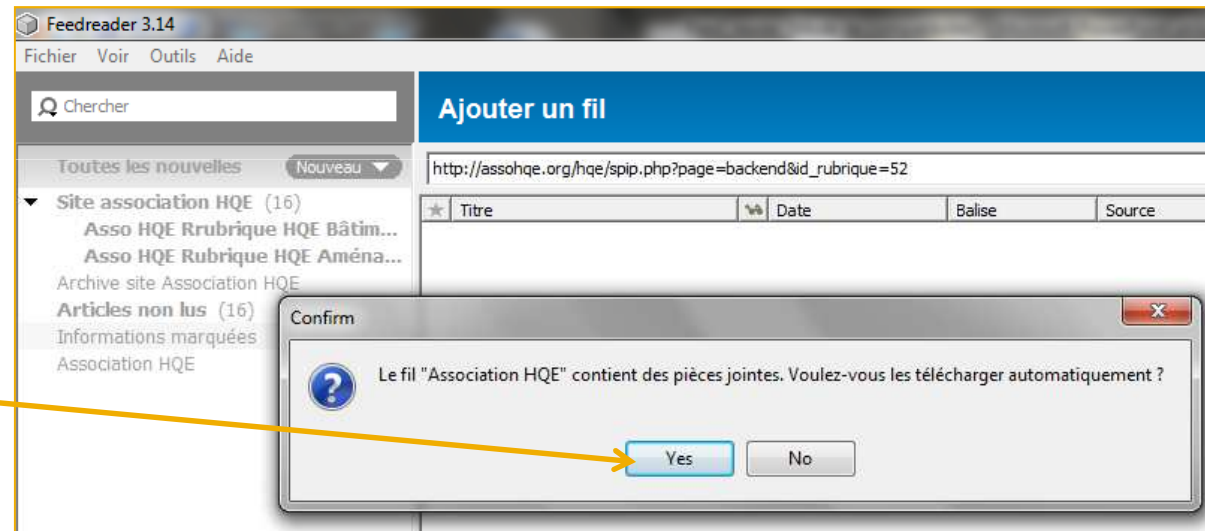 Feedreader 3.14
Fichier Voir Outils Aide
Chercher
Ajouter un fil
Toutes les nouvelles Nouveau
http://assohqe.org/hqe/spip.php?page=backend&id_rubrique=52
Site association HQE (16)
Titre Date Balise Source
Asso HQE Rrubrique HQE Bâtim...
Asso HQE Rubrique HQE Aména...
Archive site Association HQE
Articles non lus (16)
Informations marquées
Association HQE
Confirm
Le fil "Association HQE" contient des pièces jointes. Voulez-vous les télécharger automatiquement ?
Yes No